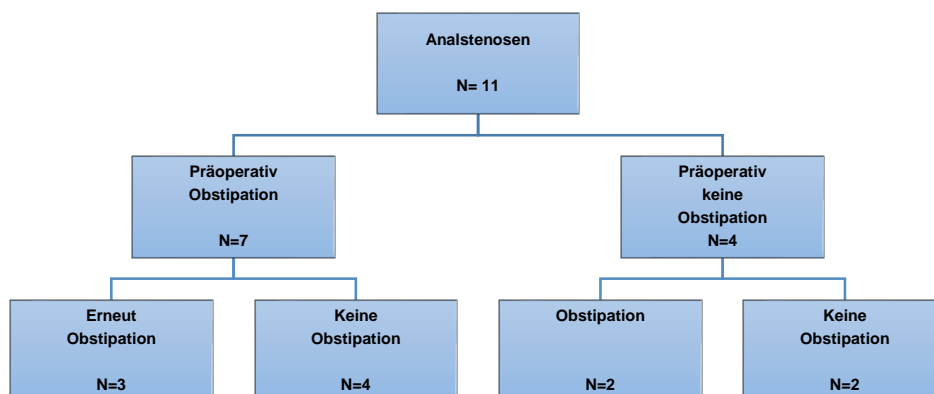 Analstenosen
N= 11
Präoperativ
Obstipation
N=7
Präoperativ
keine
Obstipation
N=4
Erneut
Obstipation
N=3
Keine
Obstipation
N=4
Obstipation
N=2
Keine
Obstipation
N=2